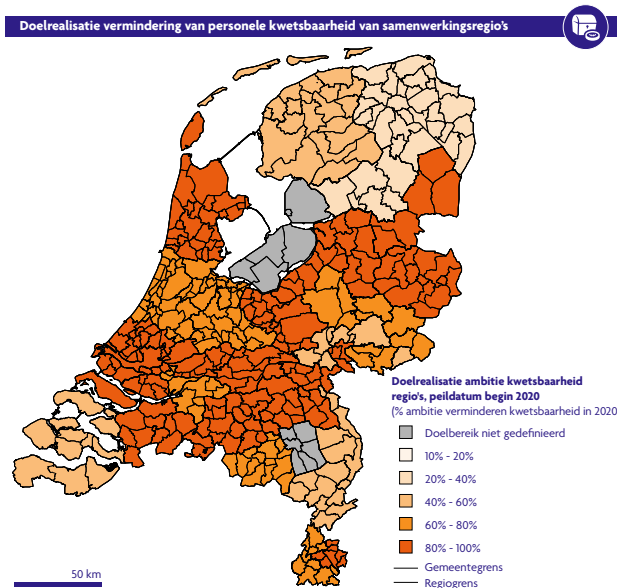 Doelrealisatie vermindering van personele kwetsbaarheid van samenwerkingsregio's
Doelrealisatie ambitie kwetsbaarheid
regio's, peildatum begin 2020
(% ambitie verminderen kwetsbaarheid in 2020
Doelbereik niet gedefinieerd
10% - 20%
20% - 40%
40% - 60%
60% - 80%
80% - 100%
Gemeentegrens
Regiogrens
50 km